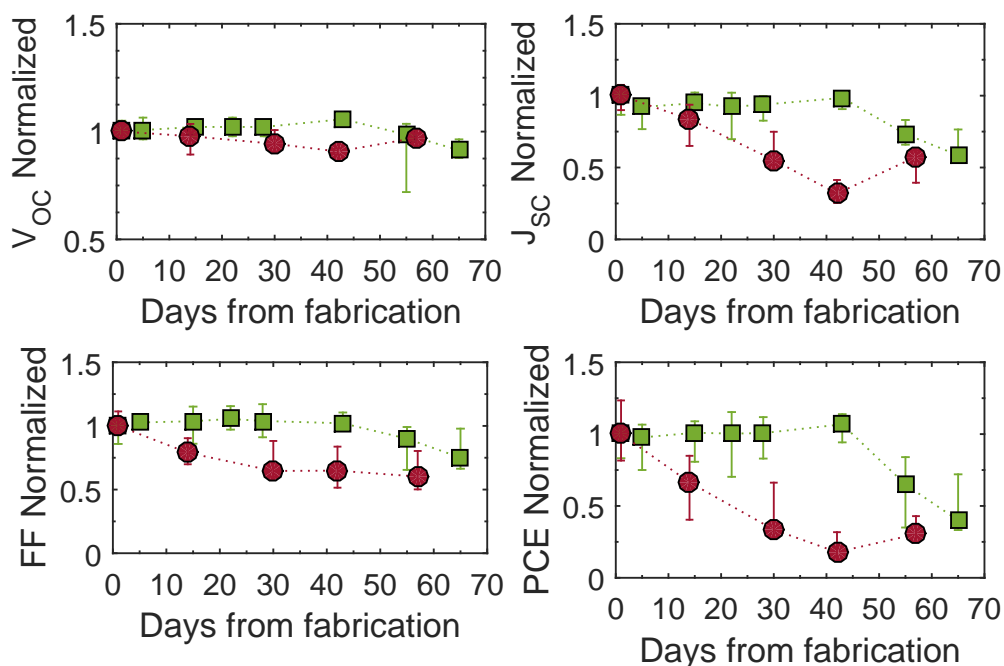 V_OC Normalized
1.5
1
0.5
0 10 20 30 40 50 60 70
Days from fabrication
J_SC Normalized
1.5
1
0.5
0
0 10 20 30 40 50 60 70
Days from fabrication
FF Normalized
1.5
1
0.5
0
0 10 20 30 40 50 60 70
Days from fabrication
PCE Normalized
1.5
1
0.5
0
0 10 20 30 40 50 60 70
Days from fabrication